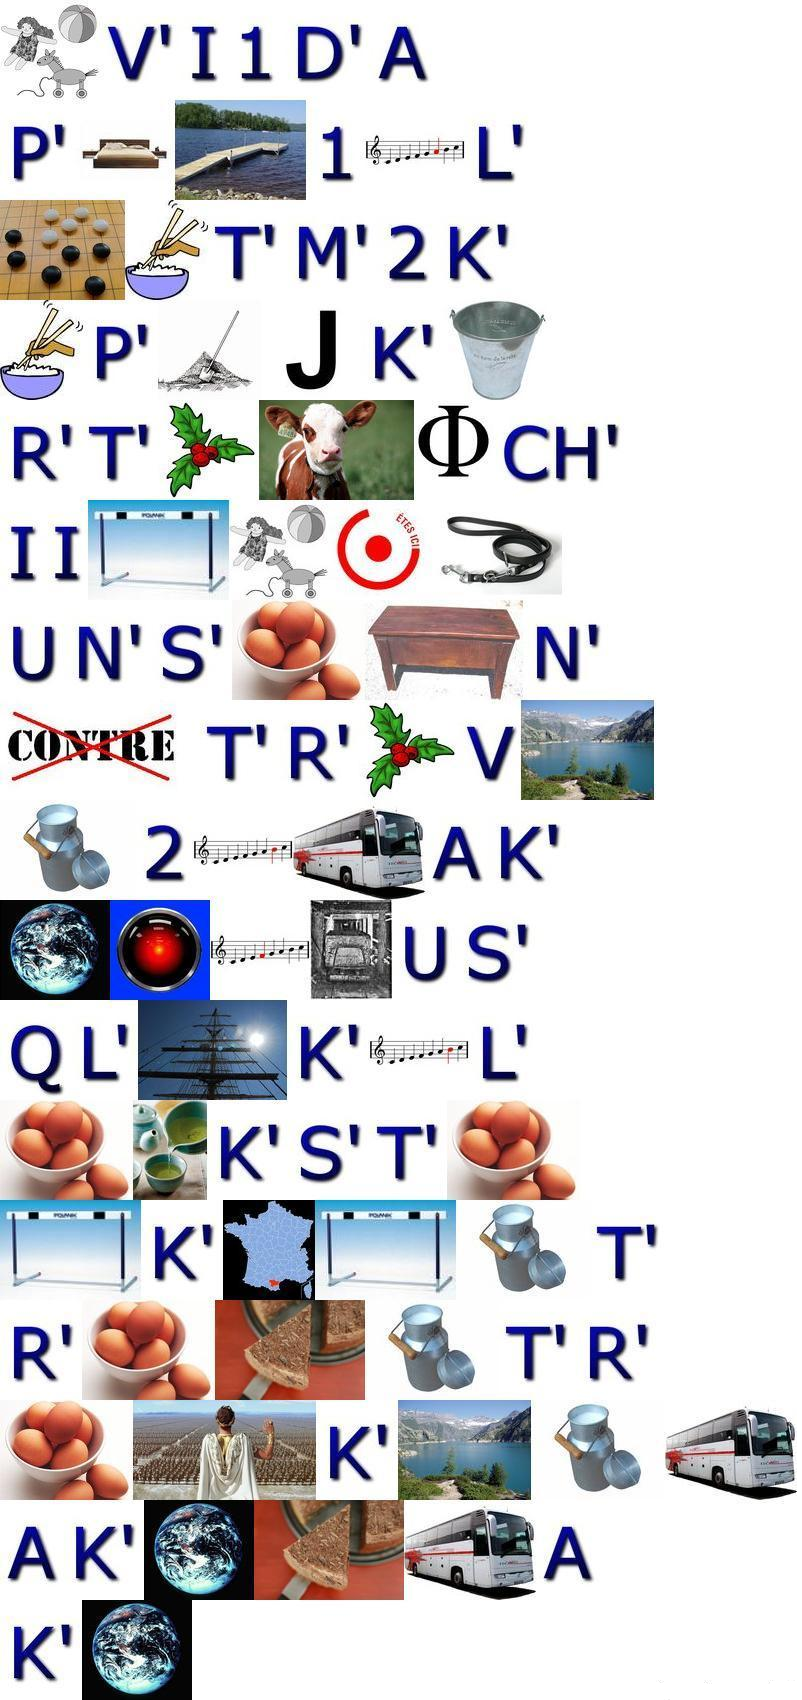 V' I 1 D' A
P' 1 L'
T' M' 2 K'
P' J K'
R' T' Φ CH'
I I ÊTES ICI
U N' S' N'
CONTRE T' R' V
2 A K'
U S'
Q L' K' L'
K' S' T'
K' T'
R' T' R'
K'
A K' A
K'